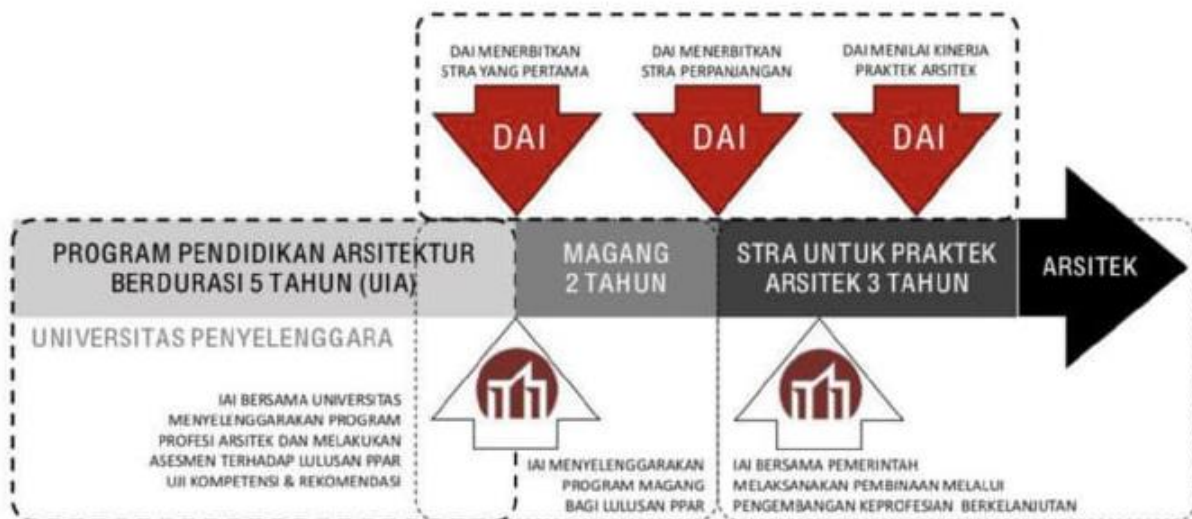 DAI MENERBITKAN
STRA YANG PERTAMA
DAI MENERBITKAN
STRA PERPANJANGAN
DAI MENILAI KINERJA
PRAKTEK ARSITEK
DAI
DAI
DAI
PROGRAM PENDIDIKAN ARSITEKTUR
BERDURASI 5 TAHUN (UIA)
MAGANG
2 TAHUN
STRA UNTUK PRAKTEK
ARSITEK 3 TAHUN
ARSITEK
UNIVERSITAS PENYELENGGARA
IAI BERSAMA UNIVERSITAS
MENYELENGGARAKAN PROGRAM
PROFESI ARSITEK DAN MELAKUKAN
ASESMEN TERHADAP LULUSAN PPAR
UJI KOMPETENSI & REKOMENDASI
IAI MENYELENGGARAKAN
PROGRAM MAGANG
BAGI LULUSAN PPAR
IAI BERSAMA PEMERINTAH
MELAKSANAKAN PEMBINAAN MELALUI
PENGEMBANGAN KEPROFESIAN BERKELANJUTAN